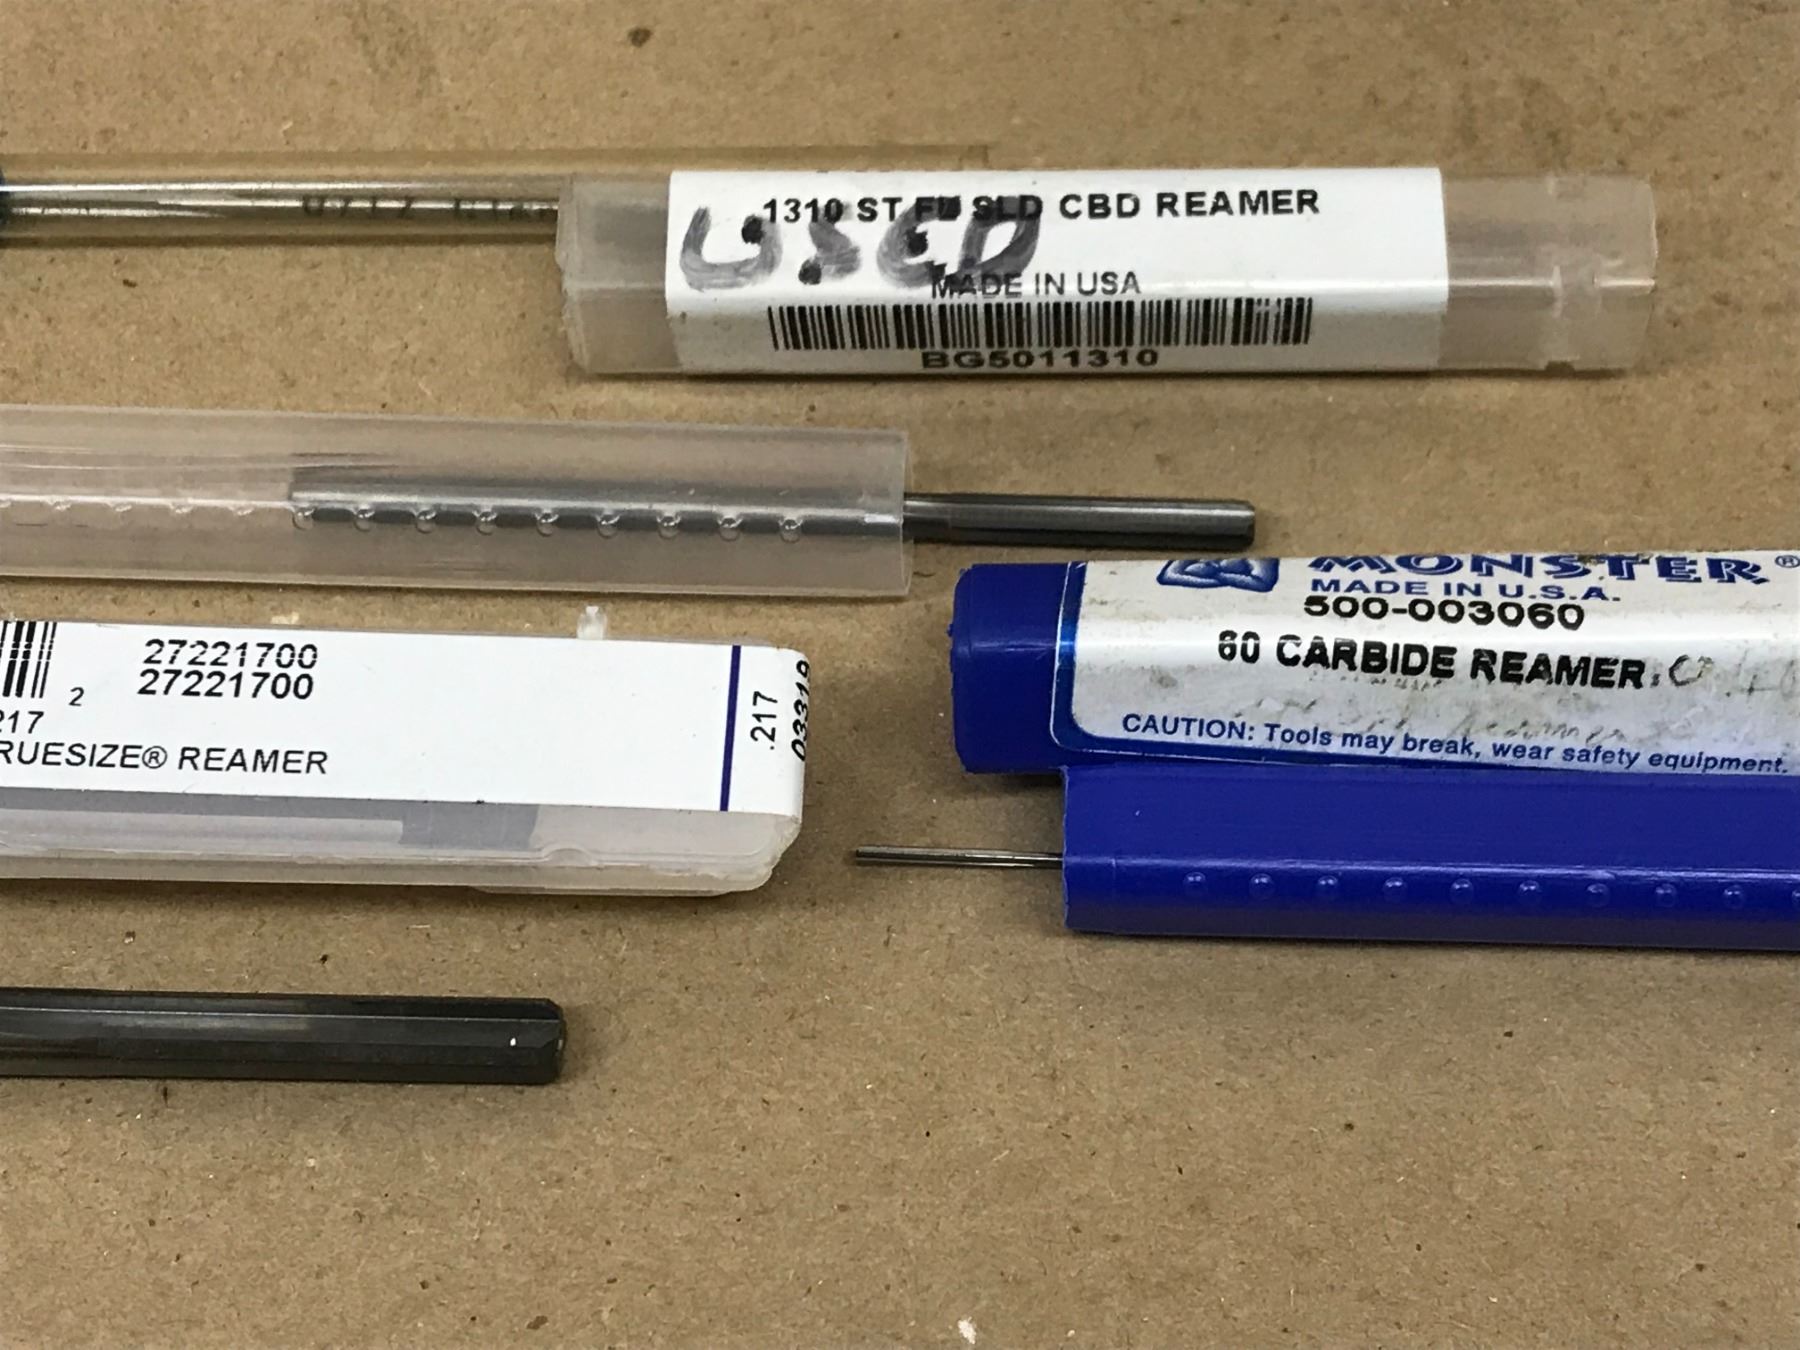 1310 ST FL SLD CBD REAMER
USED
MADE IN USA
BG5011310
MONSTER®
MADE IN U.S.A.
500-003060
60 CARBIDE REAMER
CAUTION: Tools may break, wear safety equipment.
27221700
2 27221700
217
RUESIZE® REAMER
.217
03319